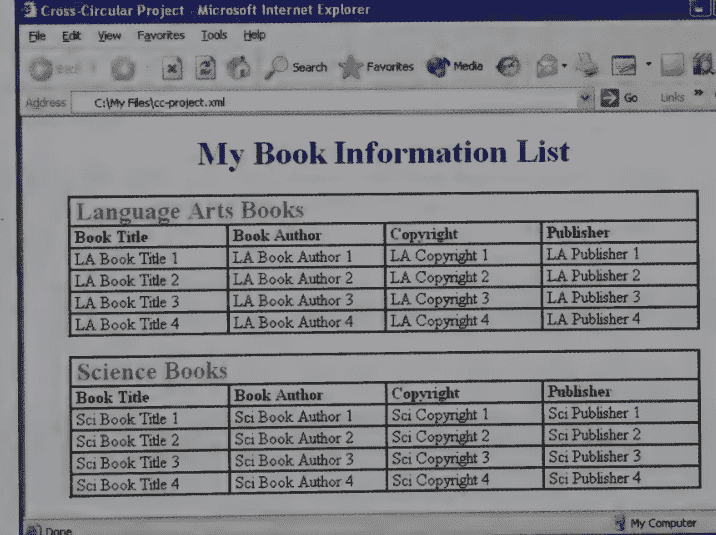 Cross-Circular Project - Microsoft Internet Explorer
File Edit View Favorites Tools Help
Back Search Favorites Media
Address C:\My Files\cc-project.xml Go Links »
My Book Information List
Language Arts Books
Book Title Book Author Copyright Publisher
LA Book Title 1 LA Book Author 1 LA Copyright 1 LA Publisher 1
LA Book Title 2 LA Book Author 2 LA Copyright 2 LA Publisher 2
LA Book Title 3 LA Book Author 3 LA Copyright 3 LA Publisher 3
LA Book Title 4 LA Book Author 4 LA Copyright 4 LA Publisher 4
Science Books
Book Title Book Author Copyright Publisher
Sci Book Title 1 Sci Book Author 1 Sci Copyright 1 Sci Publisher 1
Sci Book Title 2 Sci Book Author 2 Sci Copyright 2 Sci Publisher 2
Sci Book Title 3 Sci Book Author 3 Sci Copyright 3 Sci Publisher 3
Sci Book Title 4 Sci Book Author 4 Sci Copyright 4 Sci Publisher 4
Done My Computer